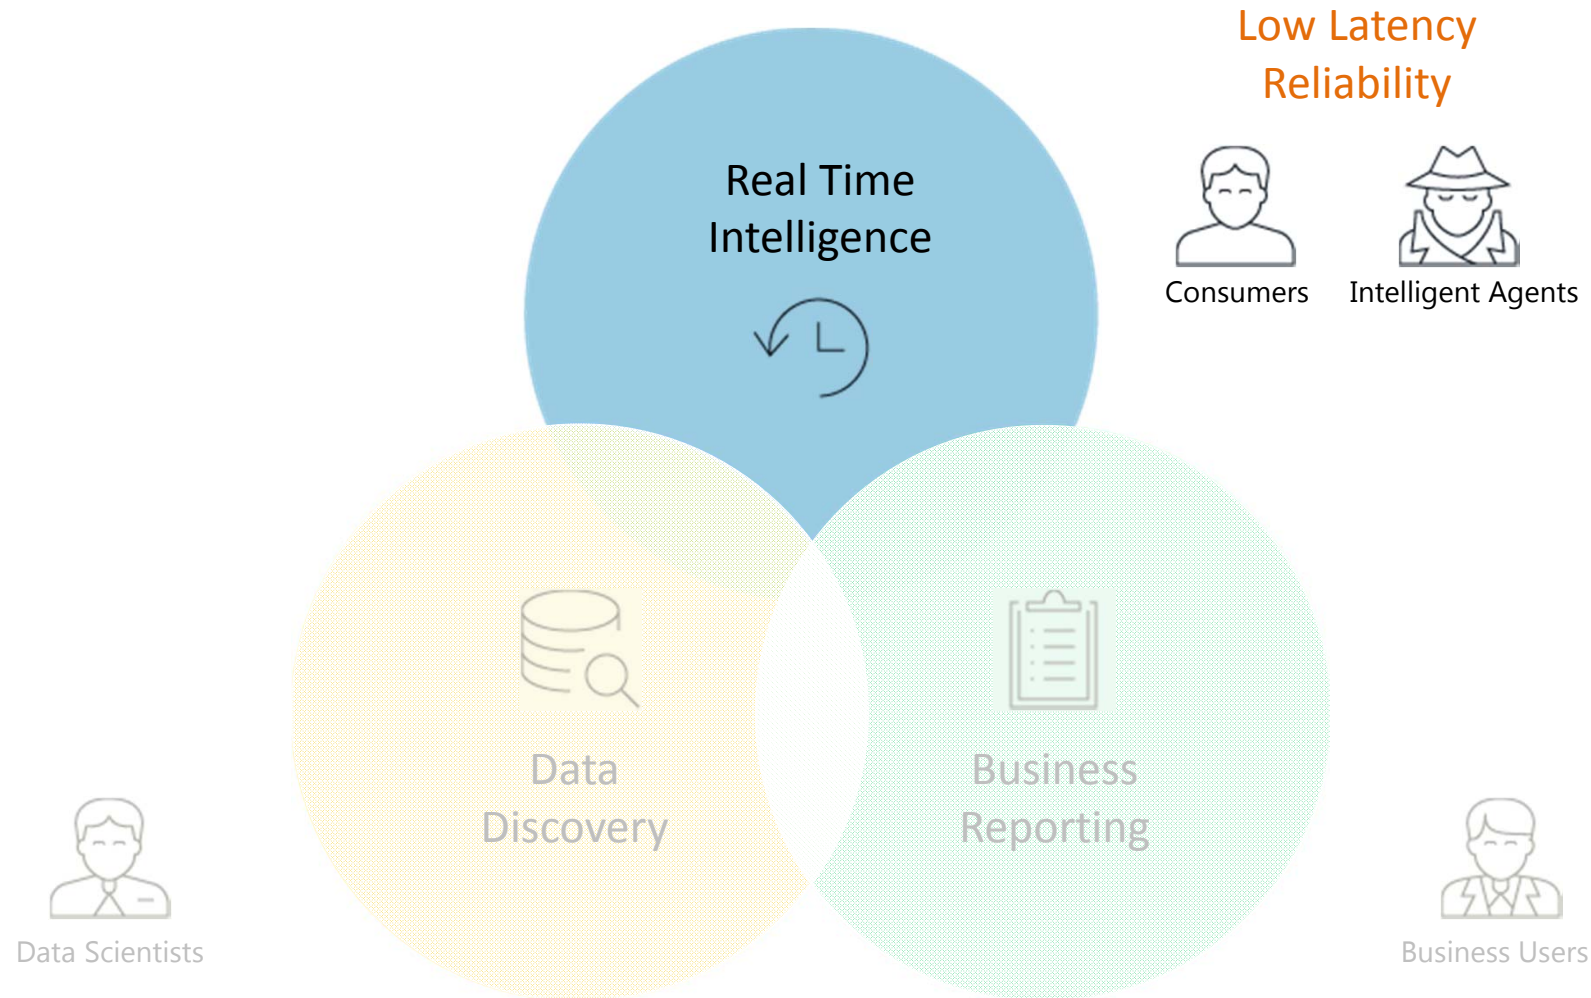 Low Latency
Reliability
Real Time
Intelligence
Consumers
Intelligent Agents
Data
Discovery
Business
Reporting
Data Scientists
Business Users